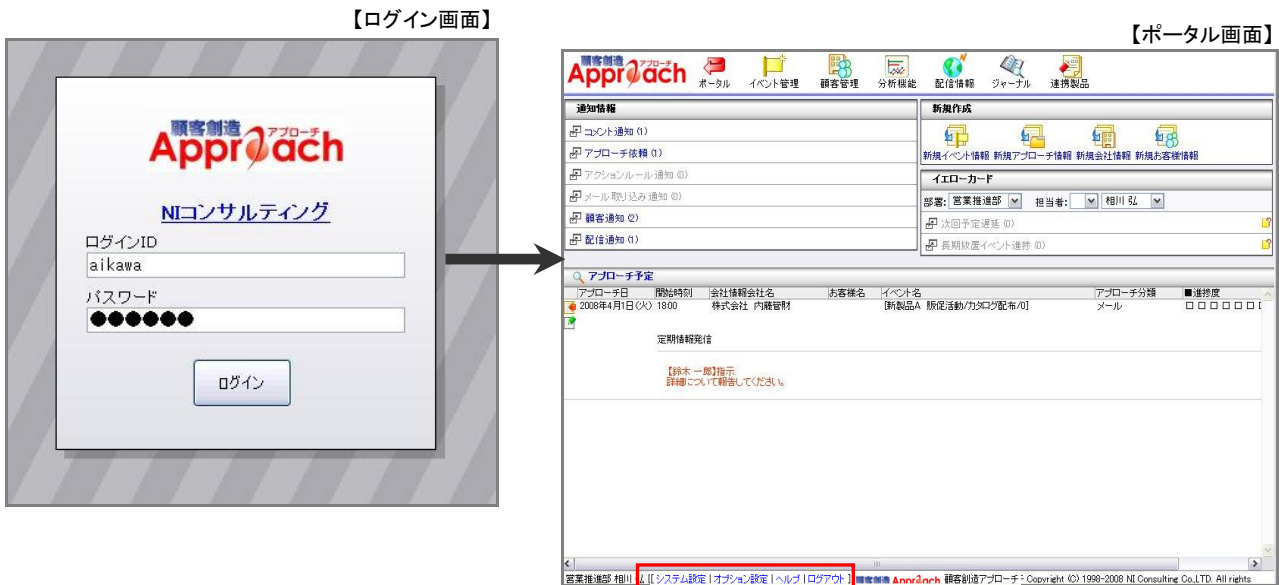 【ログイン画面】
顧客創造 アプローチ
Approach
NIコンサルティング
ログインID
aikawa
パスワード
●●●●●●
ログイン
【ポータル画面】
顧客創造 アプローチ
Approach
ポータル イベント管理 顧客管理 分析機能 配信情報 ジャーナル 連携製品
通知情報
コメント通知 (1)
アプローチ依頼 (1)
アクションルール通知 (0)
メール取り込み通知 (0)
顧客通知 (2)
配信通知 (1)
新規作成
新規イベント情報 新規アプローチ情報 新規会社情報 新規お客様情報
イエローカード
部署: 営業推進部 担当者: 相川 弘
次回予定遅延 (0)
長期放置イベント進捗 (0)
アプローチ予定
アプローチ日 開始時刻 会社情報会社名 お客様名 イベント名 アプローチ分類 ■進捗度
2008年4月1日(火) 18:00 株式会社 内藤管財 [新製品A 販促活動/カタログ配布/0] メール □□□□□□
定期情報発信
【鈴木 一郎】指示
詳細について報告してください。
営業推進部 相川 弘 [[ システム設定 | オプション設定 | ヘルプ | ログアウト ] 顧客創造 Approach 顧客創造アプローチ Copyright (C) 1998-2008 NI Consulting Co.,LTD. All rights